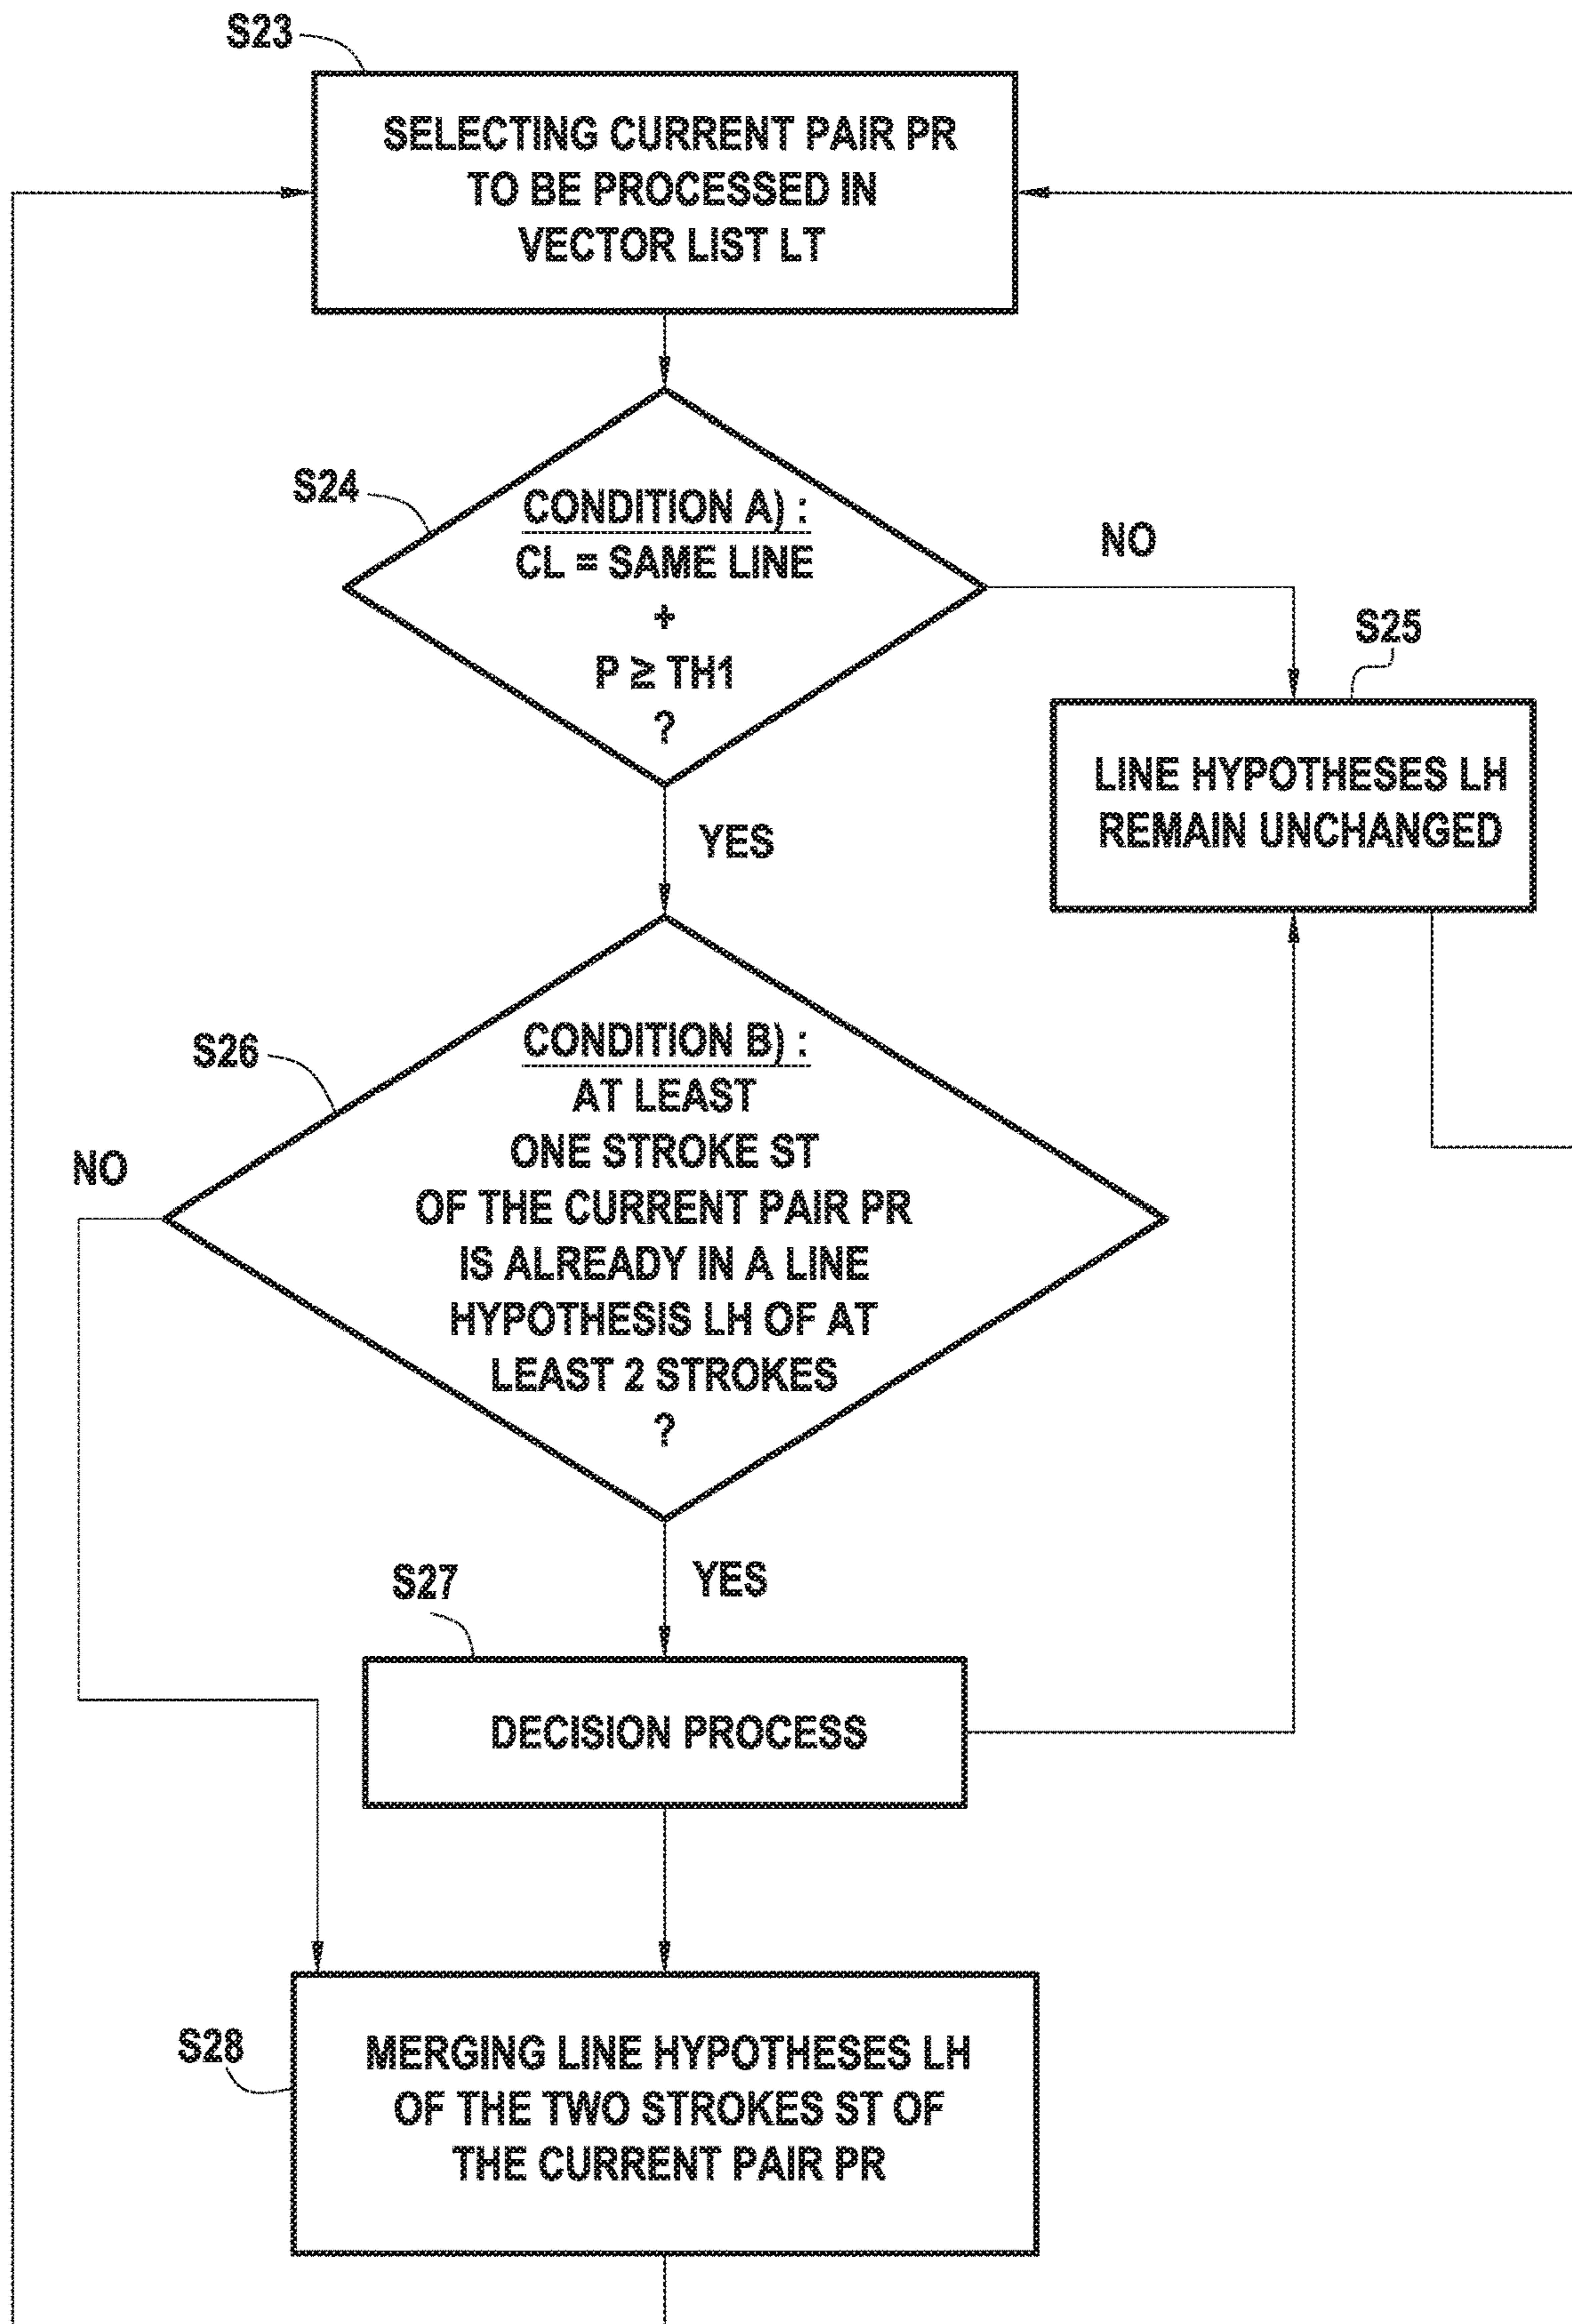 S23
SELECTING CURRENT PAIR PR
TO BE PROCESSED IN
VECTOR LIST LT
S24
CONDITION A) :
CL = SAME LINE
+
P ≥ TH1
?
NO
S25
LINE HYPOTHESES LH
REMAIN UNCHANGED
YES
S26
CONDITION B) :
AT LEAST
ONE STROKE ST
OF THE CURRENT PAIR PR
IS ALREADY IN A LINE
HYPOTHESIS LH OF AT
LEAST 2 STROKES
?
NO
S27
YES
DECISION PROCESS
S28
MERGING LINE HYPOTHESES LH
OF THE TWO STROKES ST OF
THE CURRENT PAIR PR